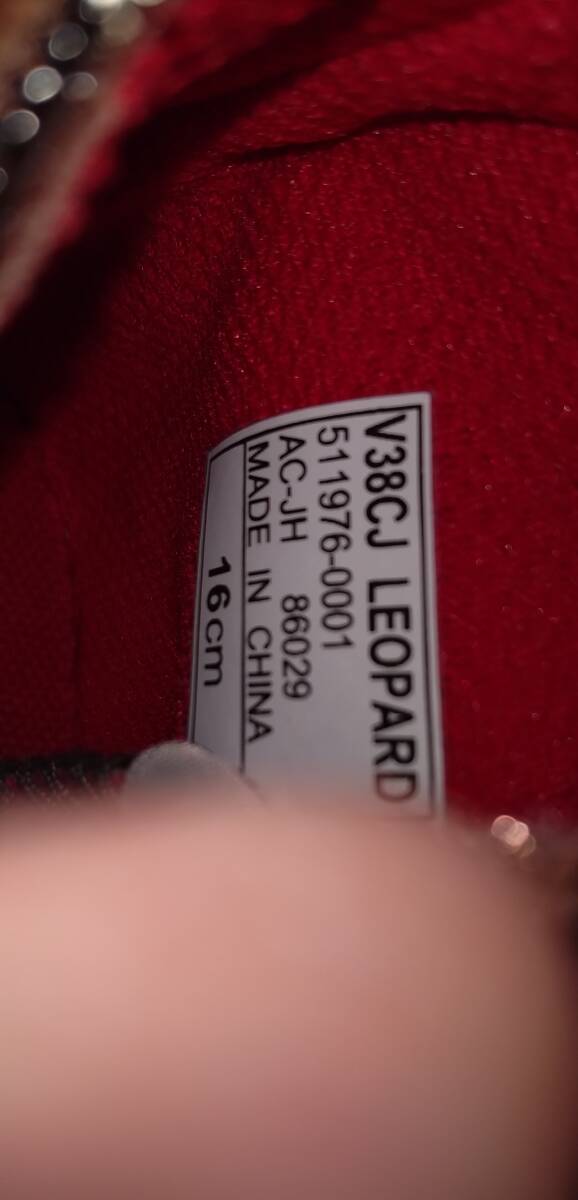 V38CJ LEOPARD
511976-0001
AC-JH 86029
MADE IN CHINA
16cm